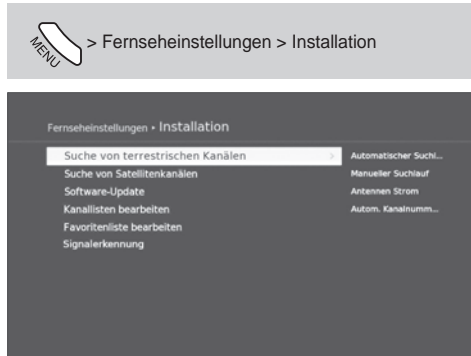 MENU > Fernseheinstellungen > Installation
Fernseheinstellungen • Installation
Suche von terrestrischen Kanälen >
Suche von Satellitenkanälen
Software-Update
Kanallisten bearbeiten
Favoritenliste bearbeiten
Signalerkennung
Automatischer Suchl...
Manueller Suchlauf
Antennen Strom
Autom. Kanalnumm...